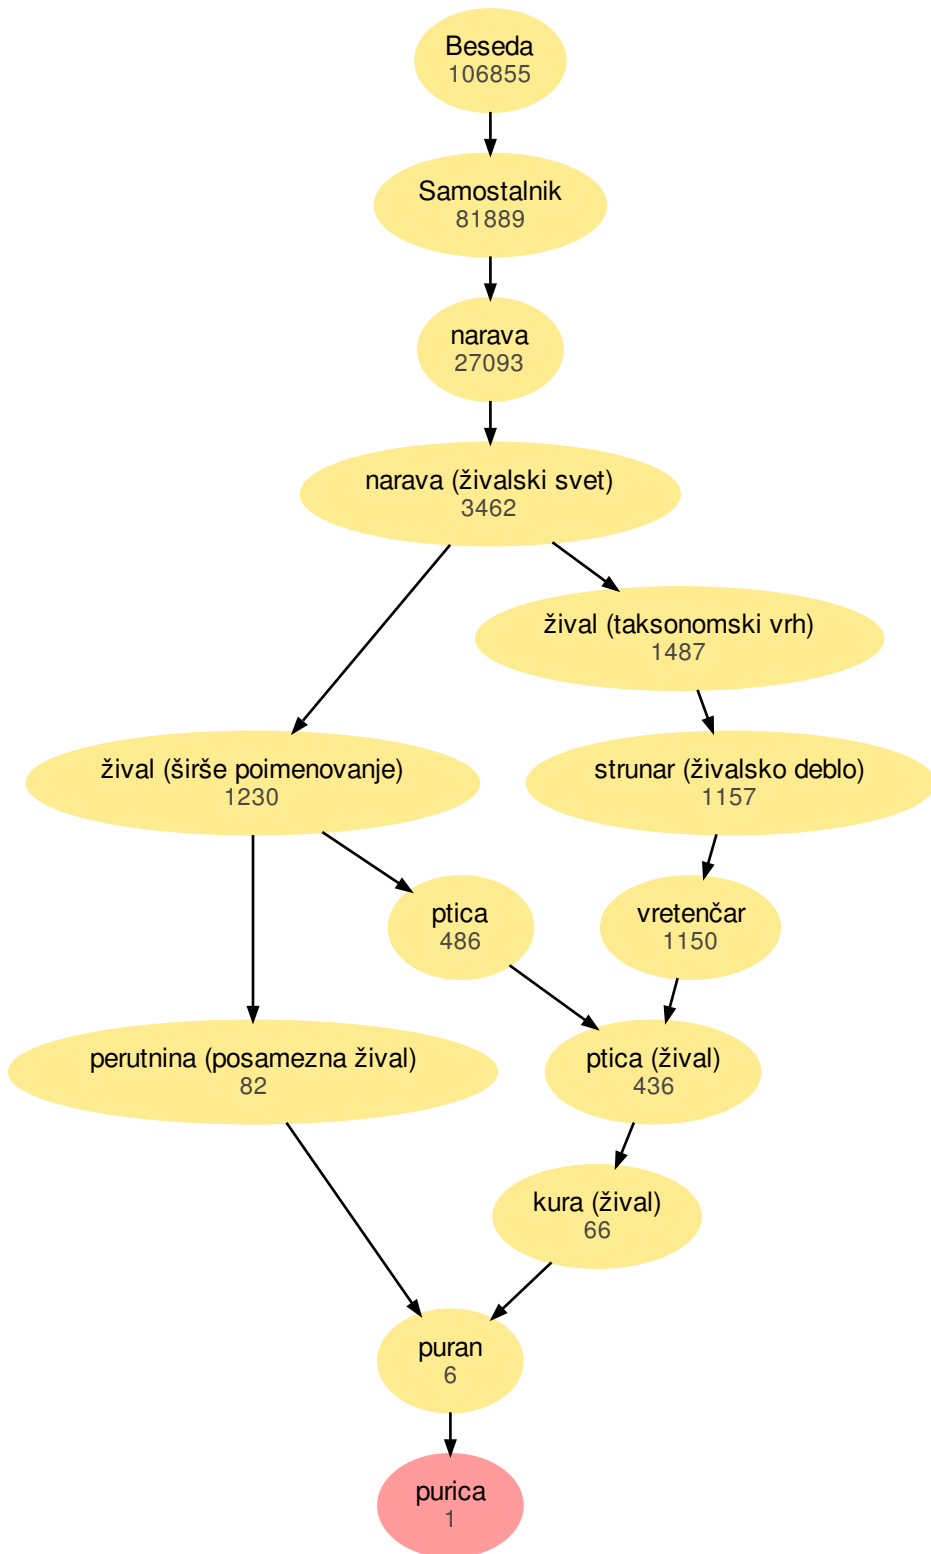 Beseda
106855
Samostalnik
81889
narava
27093
narava (živalski svet)
3462
žival (taksonomski vrh)
1487
žival (širše poimenovanje)
1230
strunar (živalsko deblo)
1157
ptica
486
vretenčar
1150
perutnina (posamezna žival)
82
ptica (žival)
436
kura (žival)
66
puran
6
purica
1